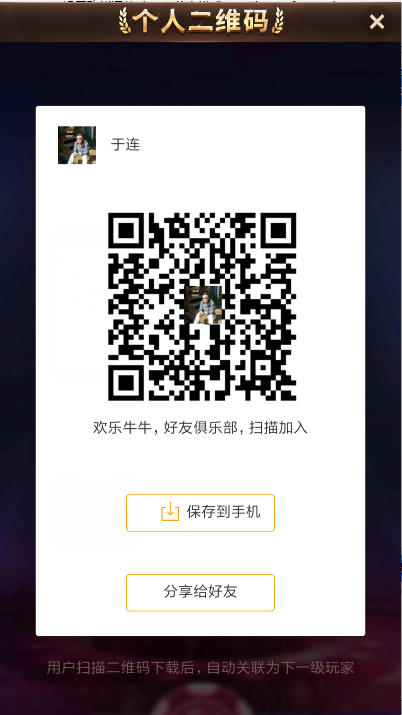 个人二维码
于连
欢乐牛牛，好友俱乐部，扫描加入
保存到手机
分享给好友
用户扫描二维码下载后，自动关联为下一级玩家